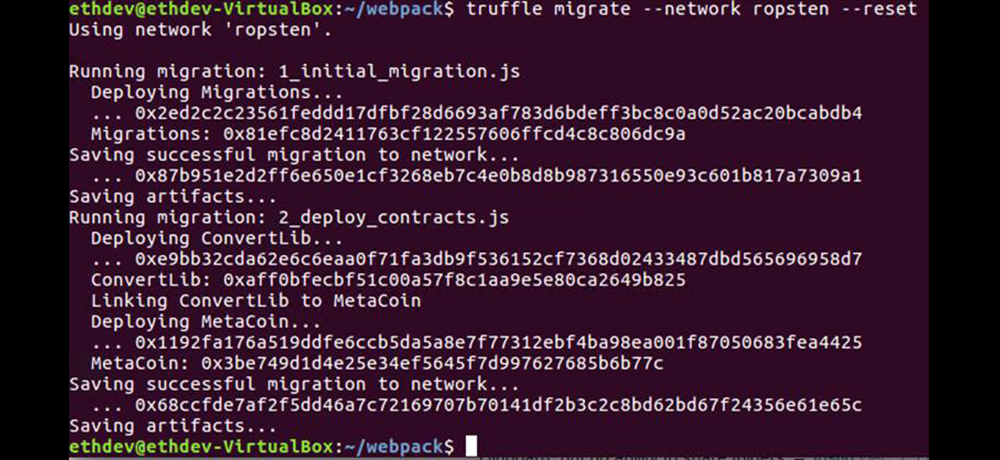 ethdev@ethdev-VirtualBox:~/webpack$ truffle migrate --network ropsten --reset
Using network 'ropsten'.
Running migration: 1_initial_migration.js
Deploying Migrations...
... 0x2ed2c2c23561feddd17dfbf28d6693af783d6bdeff3bc8c0a0d52ac20bcabdb4
Migrations: 0x81efc8d2411763cf122557606ffcd4c8c806dc9a
Saving successful migration to network...
... 0x87b951e2d2ff6e650e1cf3268eb7c4e0b8d8b987316550e93c601b817a7309a1
Saving artifacts...
Running migration: 2_deploy_contracts.js
Deploying ConvertLib...
... 0xe9bb32cda62e6c6eaa0f71fa3db9f536152cf7368d02433487dbd565696958d7
ConvertLib: 0xaff0bfecbf51c00a57f8c1aa9e5e80ca2649b825
Linking ConvertLib to MetaCoin
Deploying MetaCoin...
... 0x1192fa176a519ddfe6ccb5da5a8e7f77312ebf4ba98ea001f87050683fea4425
MetaCoin: 0x3be749d1d4e25e34ef5645f7d997627685b6b77c
Saving successful migration to network...
... 0x68ccfde7af2f5dd46a7c72169707b70141df2b3c2c8bd62bd67f24356e61e65c
Saving artifacts...
ethdev@ethdev-VirtualBox:~/webpack$